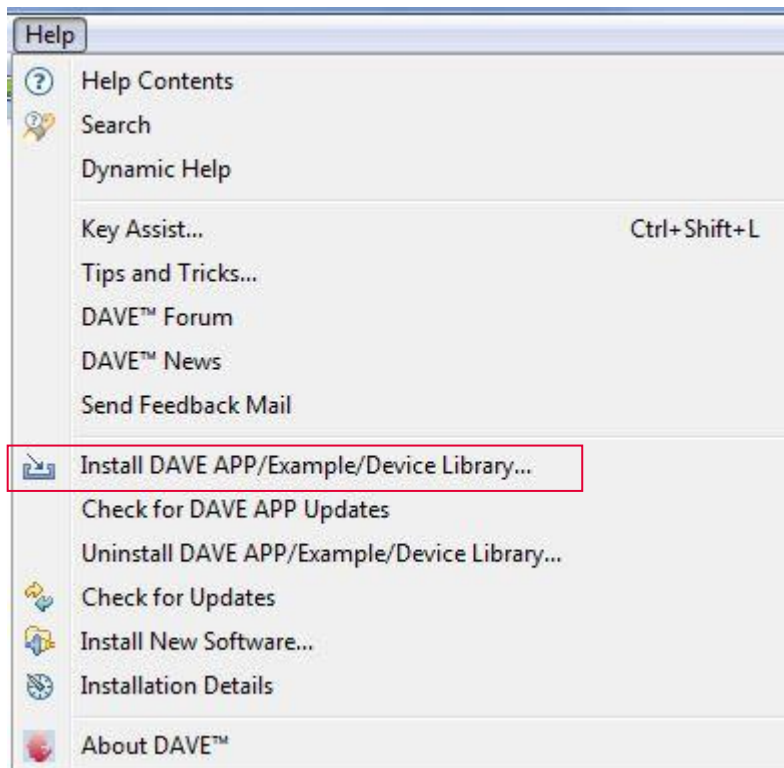 Help
Help Contents
Search
Dynamic Help
Key Assist... Ctrl+Shift+L
Tips and Tricks...
DAVE™ Forum
DAVE™ News
Send Feedback Mail
Install DAVE APP/Example/Device Library...
Check for DAVE APP Updates
Uninstall DAVE APP/Example/Device Library...
Check for Updates
Install New Software...
Installation Details
About DAVE™